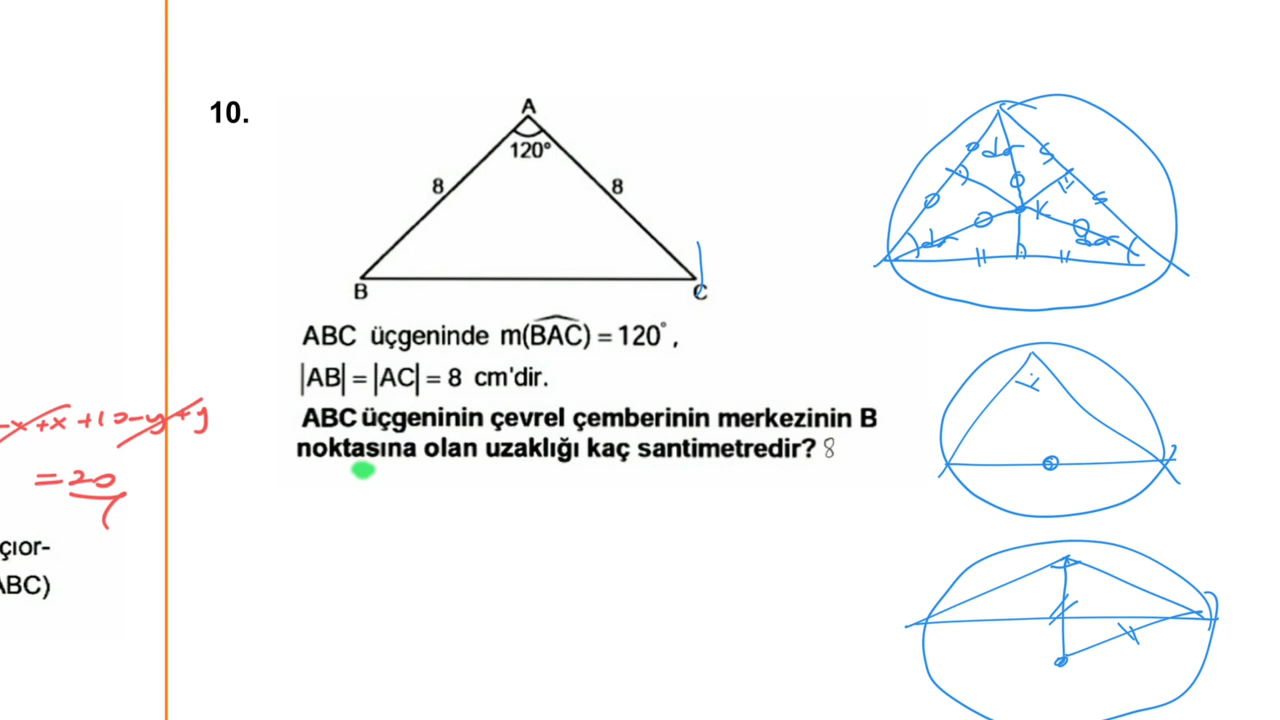 10.
A
120°
8
8
B
C
ABC üçgeninde m(BAC) = 120°,
|AB| = |AC| = 8 cm'dir.
ABC üçgeninin çevrel çemberinin merkezinin B
noktasına olan uzaklığı kaç santimetredir? 8
-x+x+10-y+y
= 20
çıor-
ABC)
K